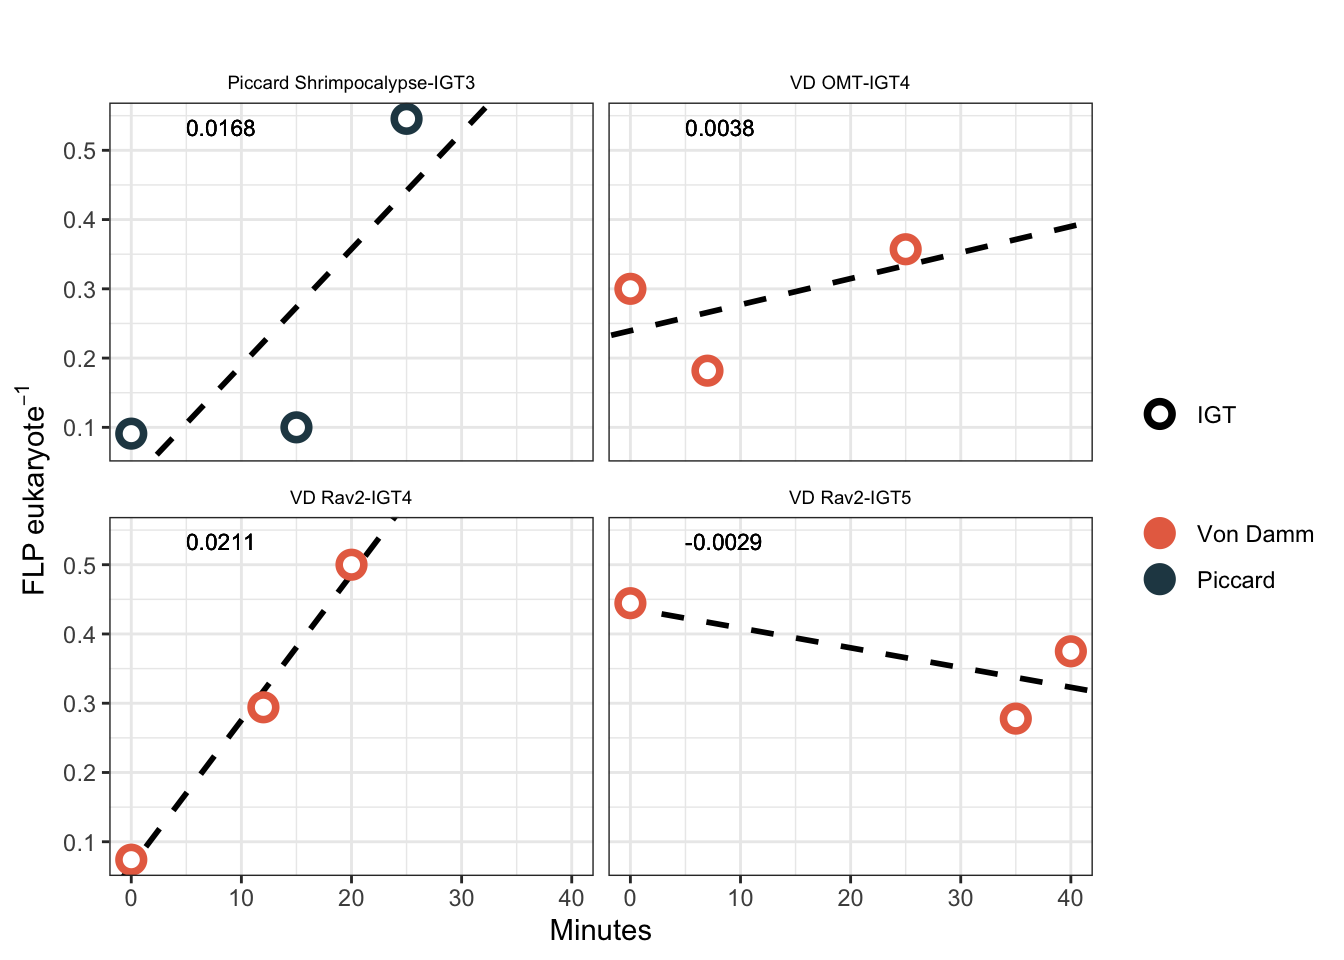 Piccard Shrimpocalypse-IGT3
VD OMT-IGT4
0.0168
0.0038
0.5
0.4
0.3
0.2
0.1
VD Rav2-IGT4
VD Rav2-IGT5
0.0211
-0.0029
0.5
0.4
0.3
0.2
0.1
0 10 20 30 40
0 10 20 30 40
Minutes
FLP eukaryote⁻¹
IGT
Von Damm
Piccard